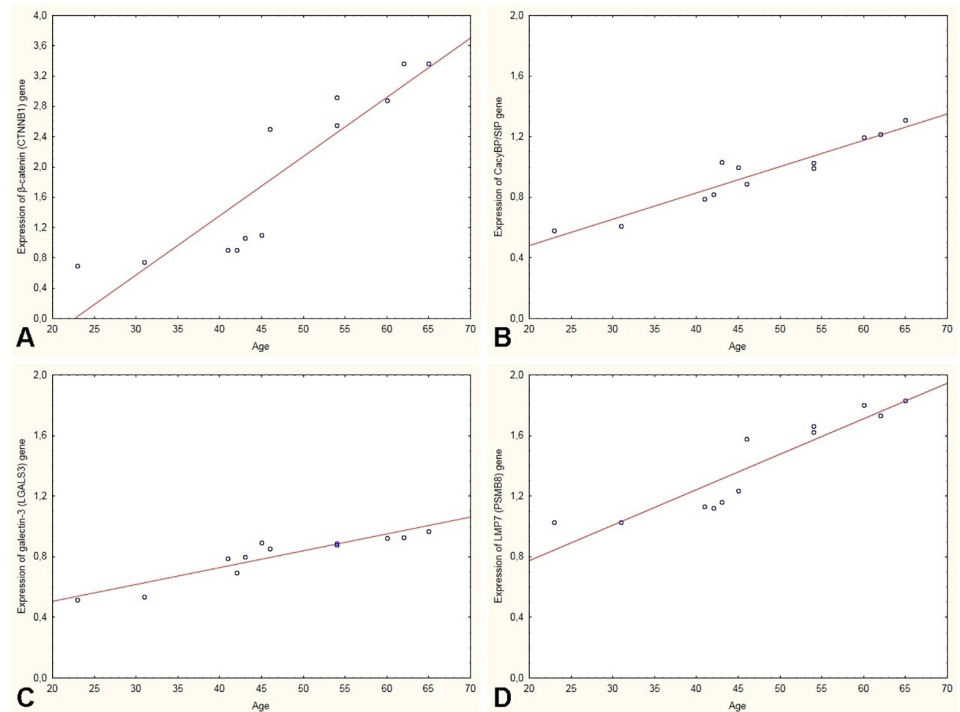 Expression of β-catenin (CTNNB1) gene
4,0
3,6
3,2
2,8
2,4
2,0
1,6
1,2
0,8
0,4
0,0
20 25 30 35 40 45 50 55 60 65 70
Age
A
Expression of CacyBP/SIP gene
2,0
1,6
1,2
0,8
0,4
0,0
20 25 30 35 40 45 50 55 60 65 70
Age
B
Expression of galectin-3 (LGALS3) gene
2,0
1,6
1,2
0,8
0,4
0,0
20 25 30 35 40 45 50 55 60 65 70
Age
C
Expression of LMP7 (PSMB8) gene
2,0
1,6
1,2
0,8
0,4
0,0
20 25 30 35 40 45 50 55 60 65 70
Age
D